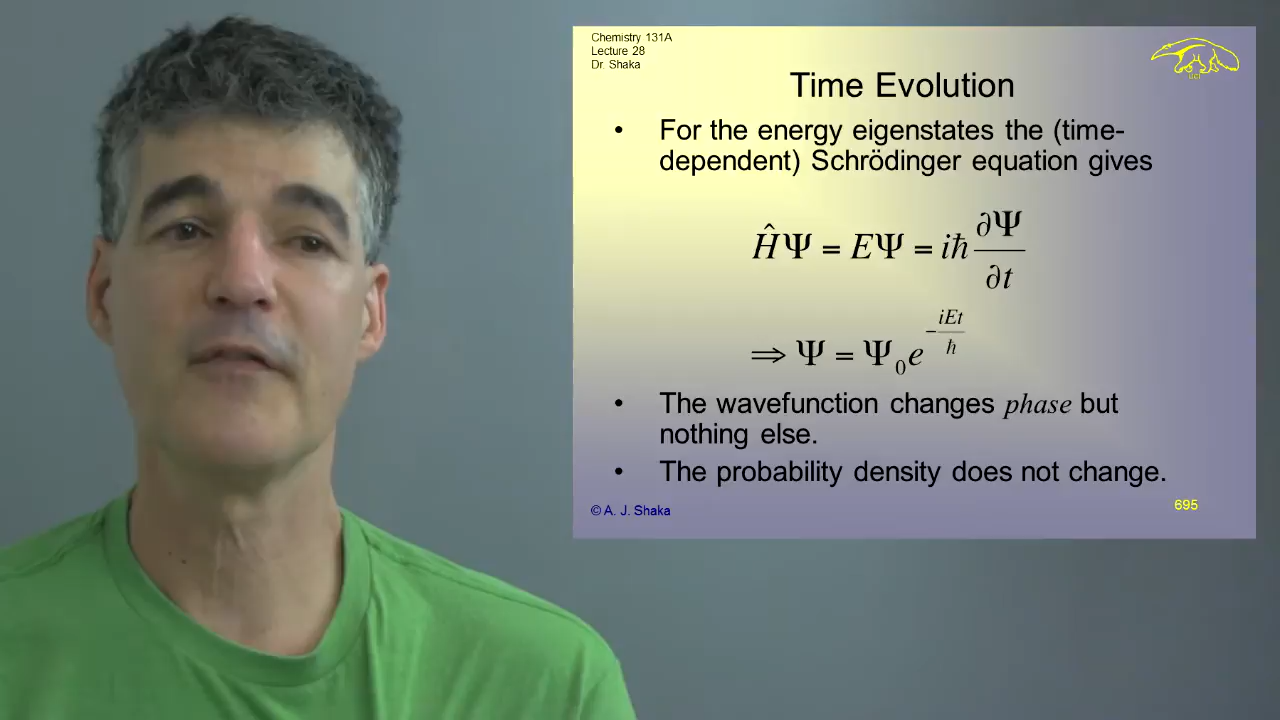 Chemistry 131A
Lecture 28
Dr. Shaka
UCI
Time Evolution
• For the energy eigenstates the (time-
dependent) Schrödinger equation gives
ĤΨ = EΨ = iħ ∂Ψ/∂t
⇒ Ψ = Ψ₀e^(−iEt/ħ)
• The wavefunction changes phase but
nothing else.
• The probability density does not change.
© A. J. Shaka
695